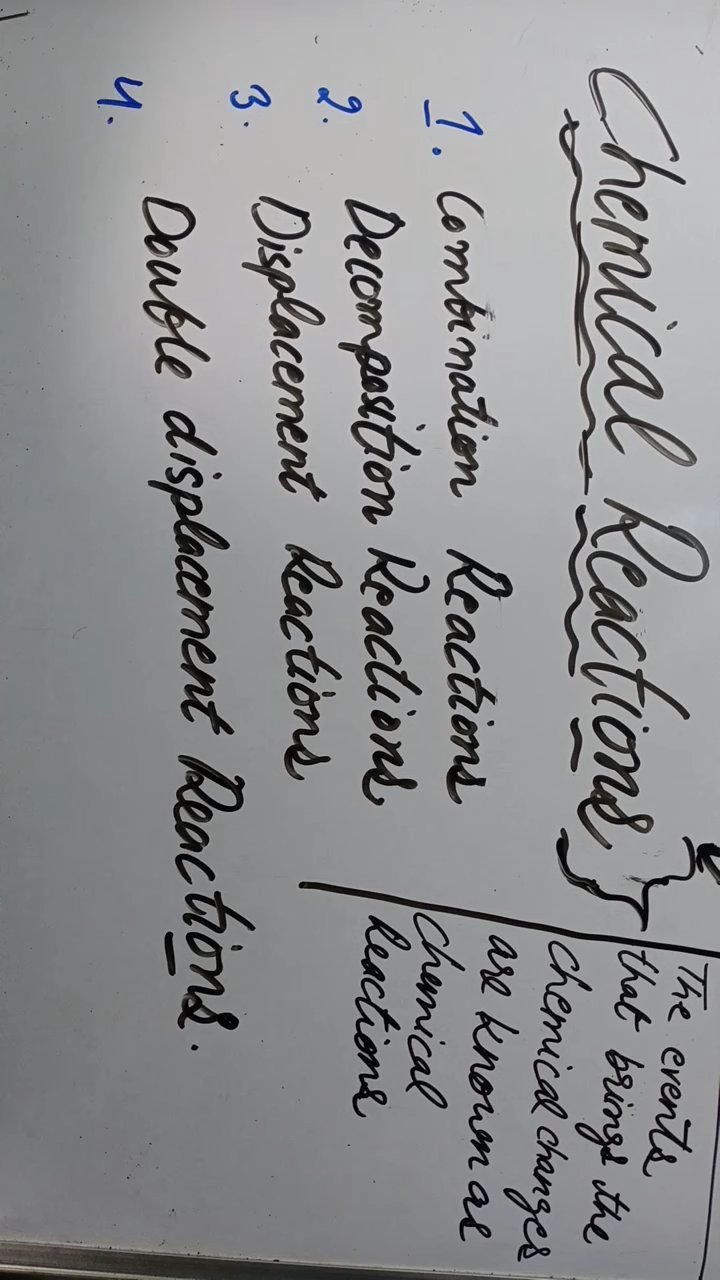 Chemical Reactions
The events
that brings the
chemical changes
are known as
Chemical
Reactions
1. Combination Reactions
2. Decomposition Reactions
3. Displacement Reactions
4. Double displacement Reactions.